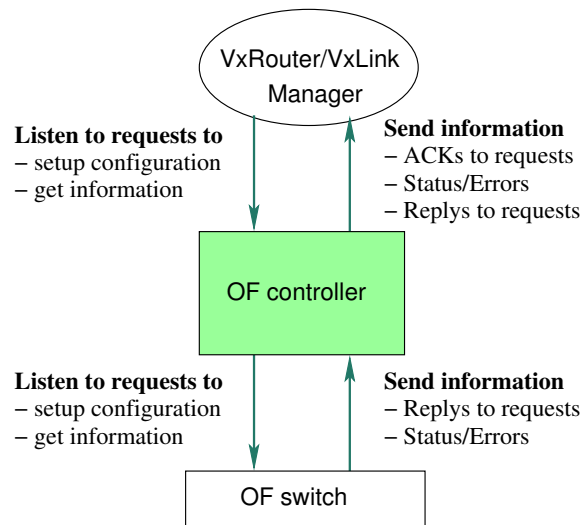 VxRouter/VxLink
Manager
Listen to requests to
– setup configuration
– get information
Send information
– ACKs to requests
– Status/Errors
– Replys to requests
OF controller
Listen to requests to
– setup configuration
– get information
Send information
– Replys to requests
– Status/Errors
OF switch